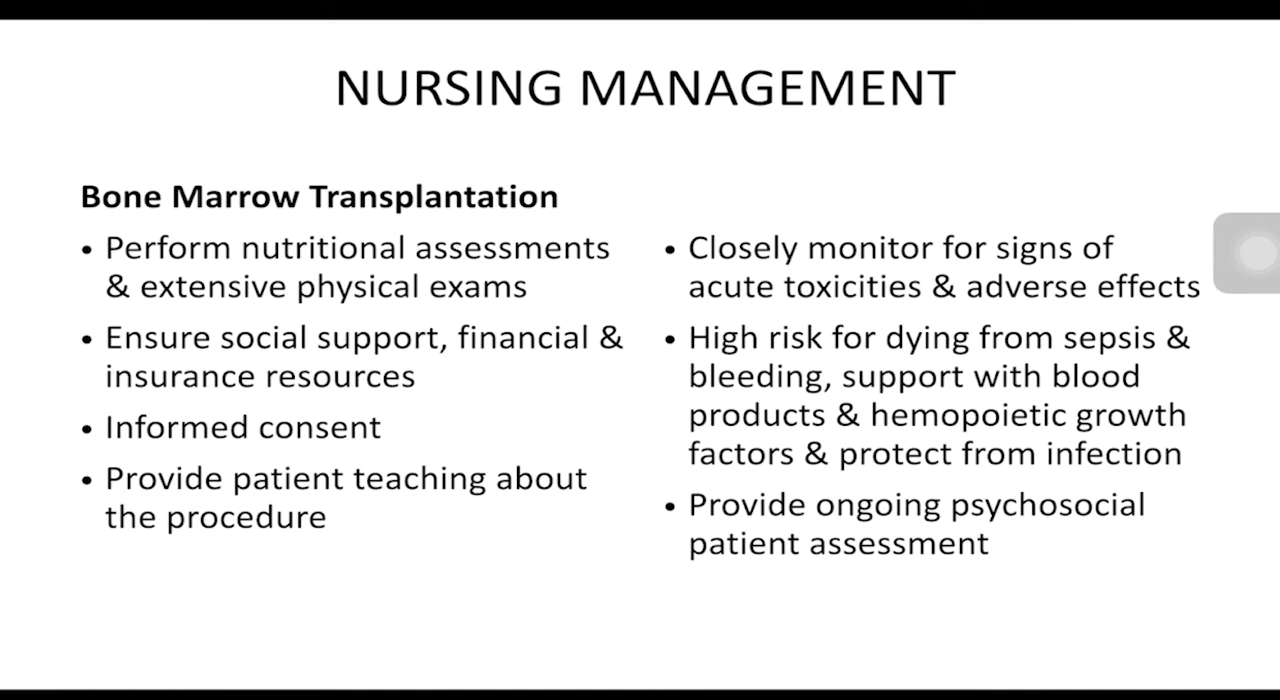 NURSING MANAGEMENT
Bone Marrow Transplantation
• Perform nutritional assessments
& extensive physical exams
• Ensure social support, financial &
insurance resources
• Informed consent
• Provide patient teaching about
the procedure
• Closely monitor for signs of
acute toxicities & adverse effects
• High risk for dying from sepsis &
bleeding, support with blood
products & hemopoietic growth
factors & protect from infection
• Provide ongoing psychosocial
patient assessment